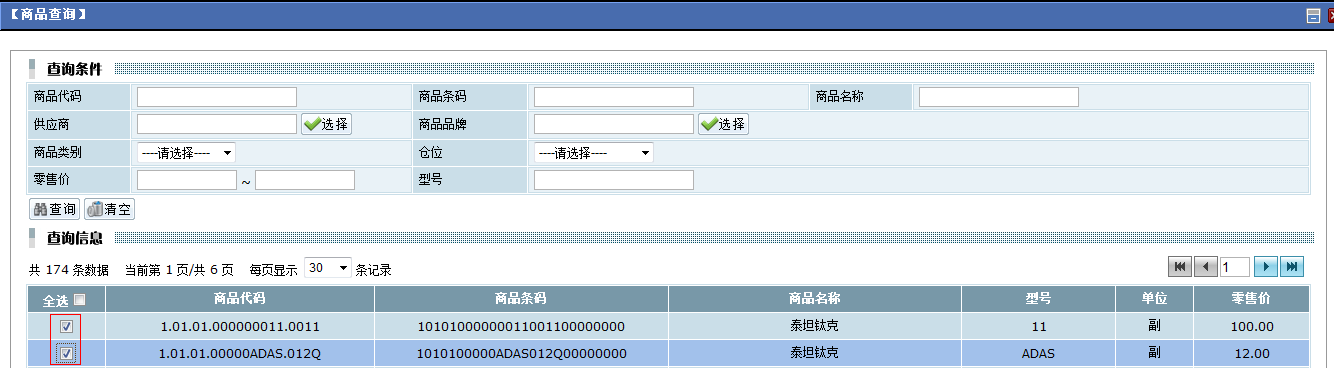 【商品查询】
查询条件
商品代码 商品条码 商品名称
供应商 选择 商品品牌 选择
商品类别 ----请选择---- 仓位 ----请选择----
零售价 ~ 型号
查询 清空
查询信息
共 174 条数据 当前第 1 页/共 6 页 每页显示 30 条记录 1
全选 商品代码 商品条码 商品名称 型号 单位 零售价
1.01.01.000000011.0011 10101000000011001100000000 泰坦钛克 11 副 100.00
1.01.01.00000ADAS.012Q 1010100000ADAS012Q00000000 泰坦钛克 ADAS 副 12.00